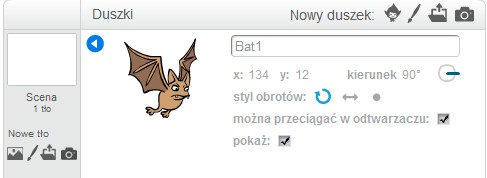 Duszki
Nowy duszek:
Bat1
x: 134 y: 12 kierunek 90°
styl obrotów:
można przeciągać w odtwarzaczu:
pokaż:
Scena
1 tło
Nowe tło